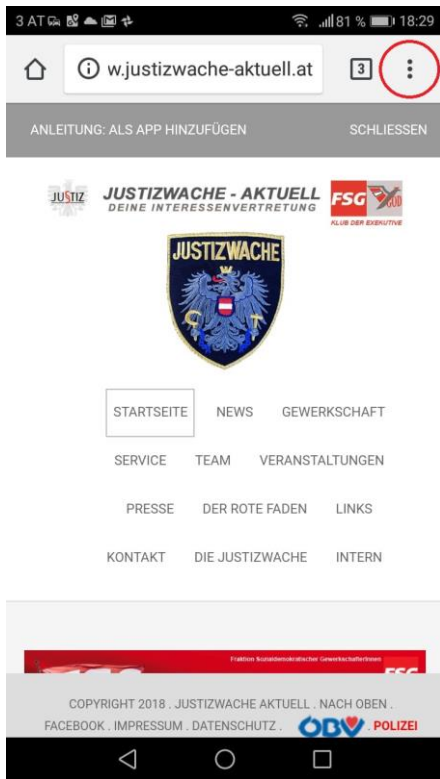 3 AT 81 % 18:29
w.justizwache-aktuell.at 3
ANLEITUNG: ALS APP HINZUFÜGEN SCHLIESSEN
JUSTIZ JUSTIZWACHE - AKTUELL FSG GÖD
DEINE INTERESSENVERTRETUNG
KLUB DER EXEKUTIVE
JUSTIZWACHE
STARTSEITE NEWS GEWERKSCHAFT
SERVICE TEAM VERANSTALTUNGEN
PRESSE DER ROTE FADEN LINKS
KONTAKT DIE JUSTIZWACHE INTERN
Fraktion Sozialdemokratischer GewerkschafterInnen FSG
COPYRIGHT 2018 . JUSTIZWACHE AKTUELL . NACH OBEN .
FACEBOOK . IMPRESSUM . DATENSCHUTZ . ÖBV . POLIZEI